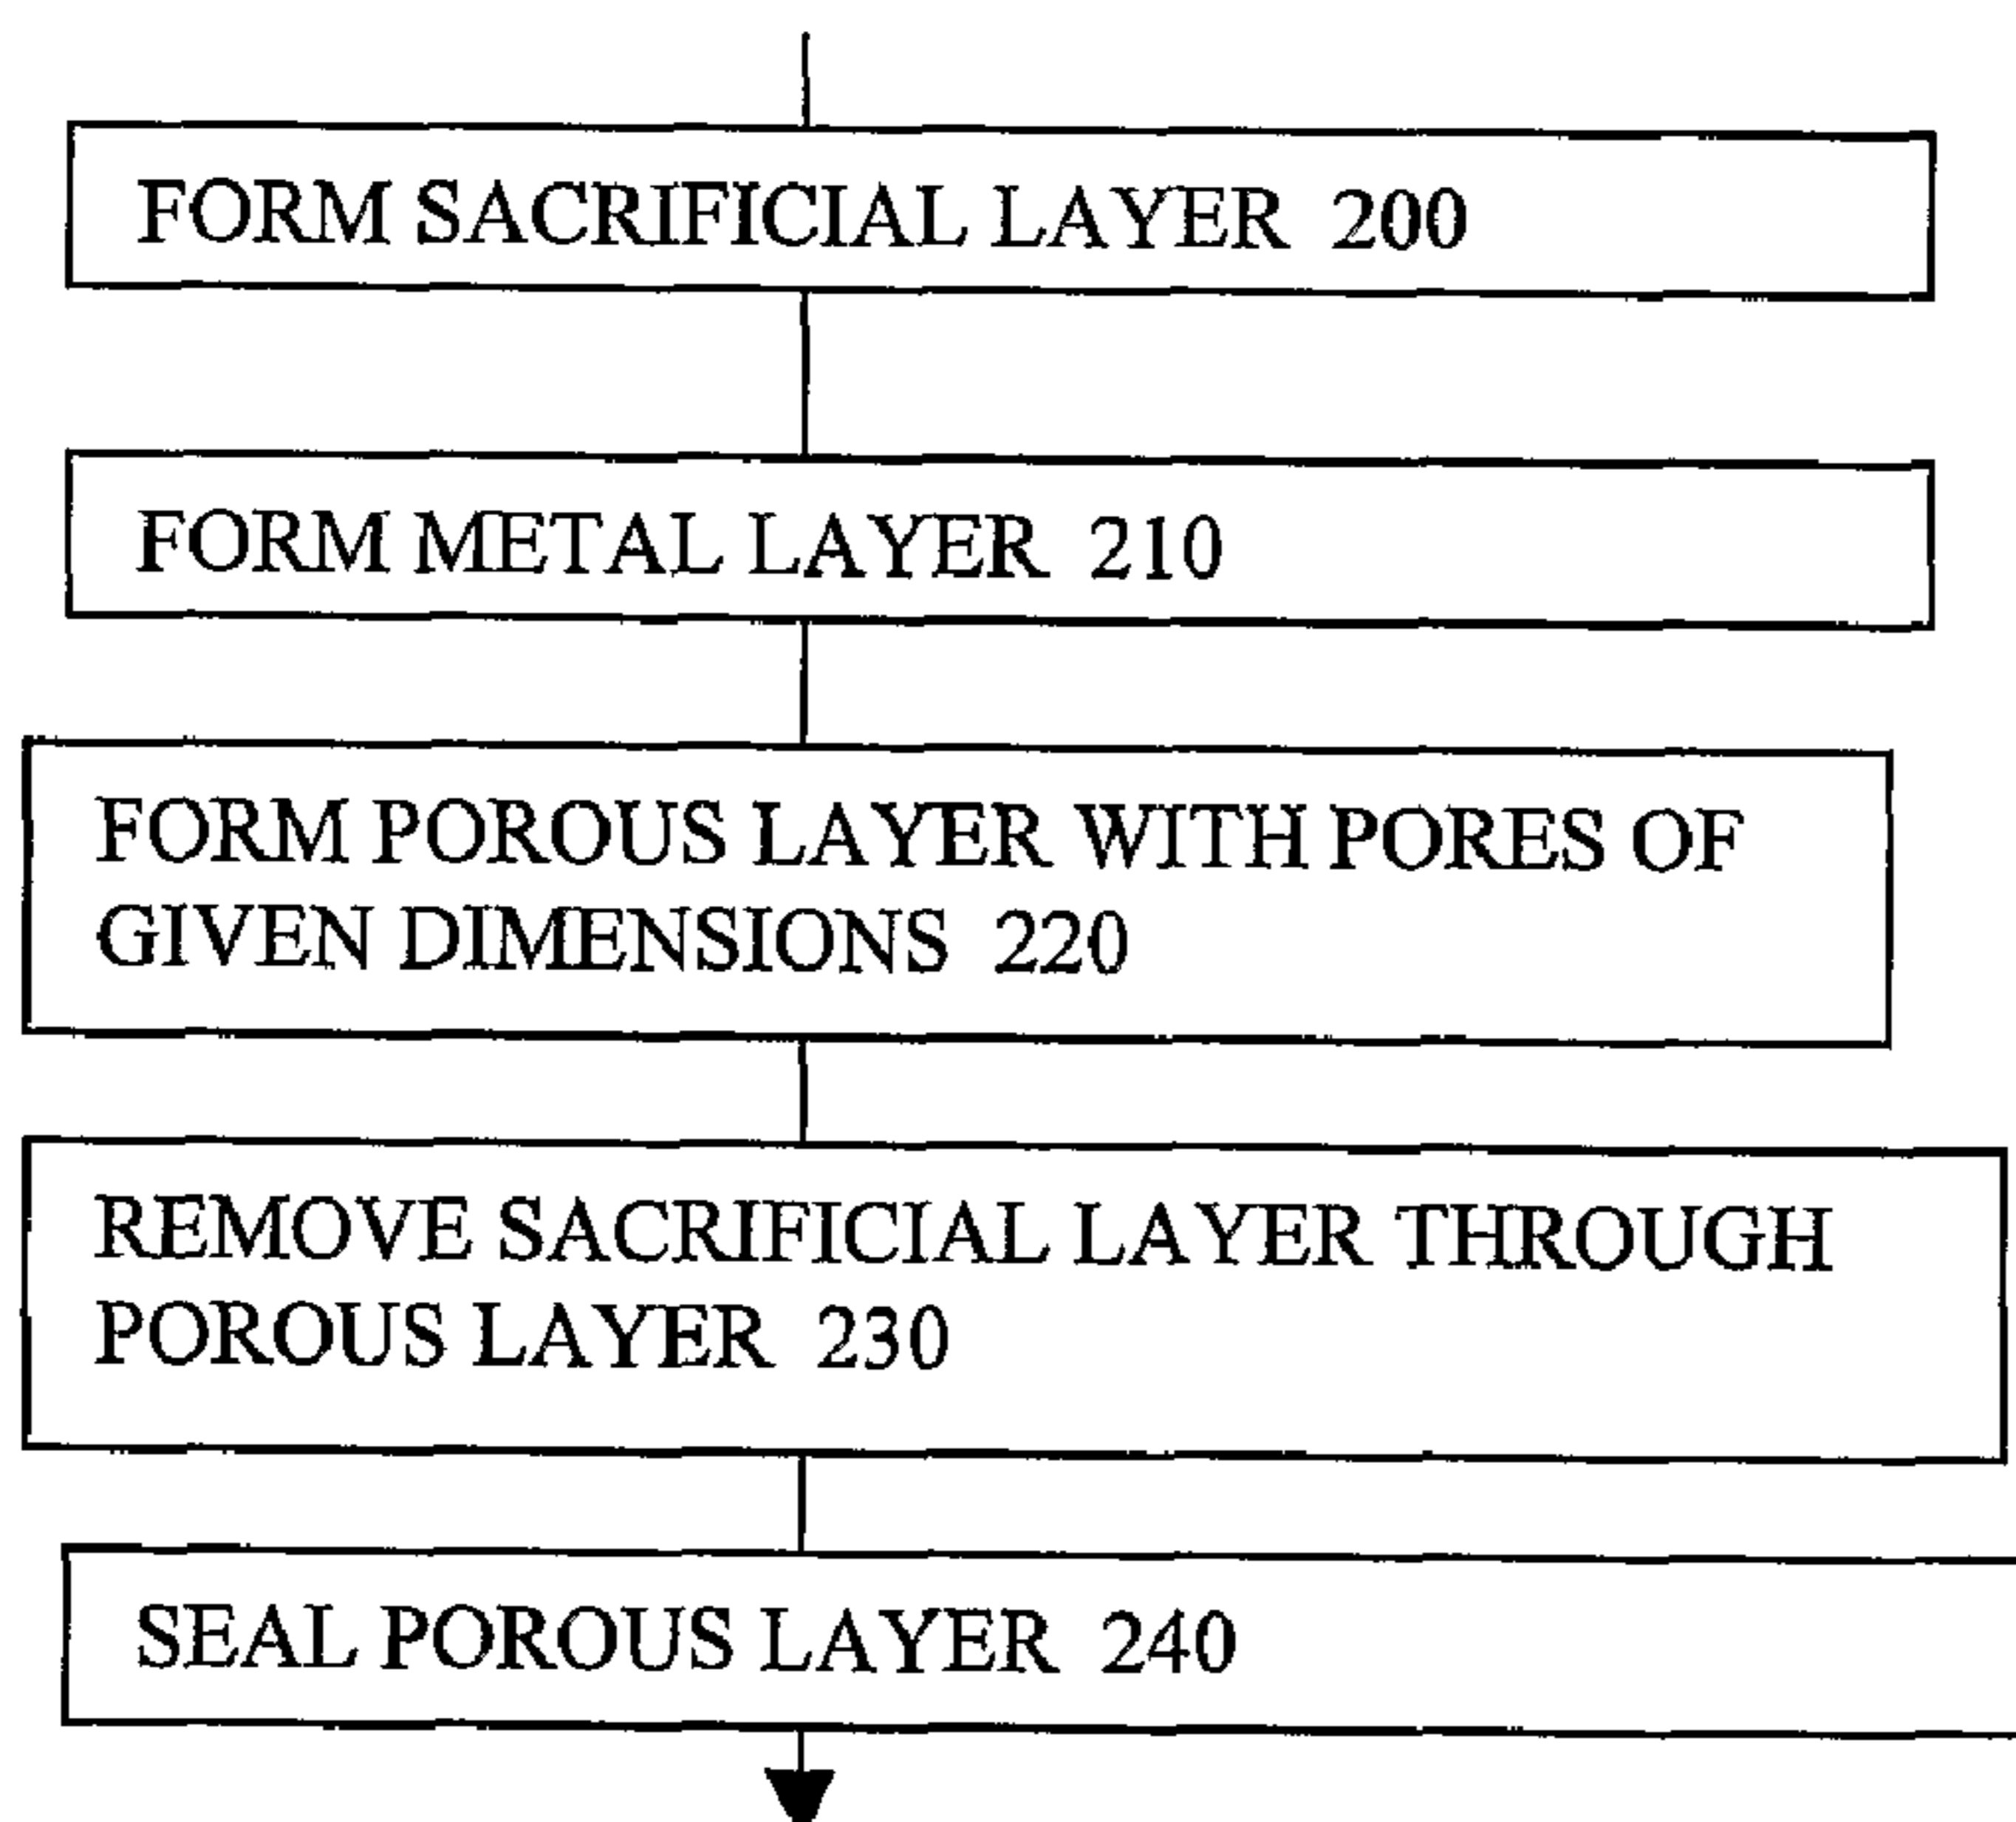 FORM SACRIFICIAL LAYER 200
FORM METAL LAYER 210
FORM POROUS LAYER WITH PORES OF
GIVEN DIMENSIONS 220
REMOVE SACRIFICIAL LAYER THROUGH
POROUS LAYER 230
SEAL POROUS LAYER 240